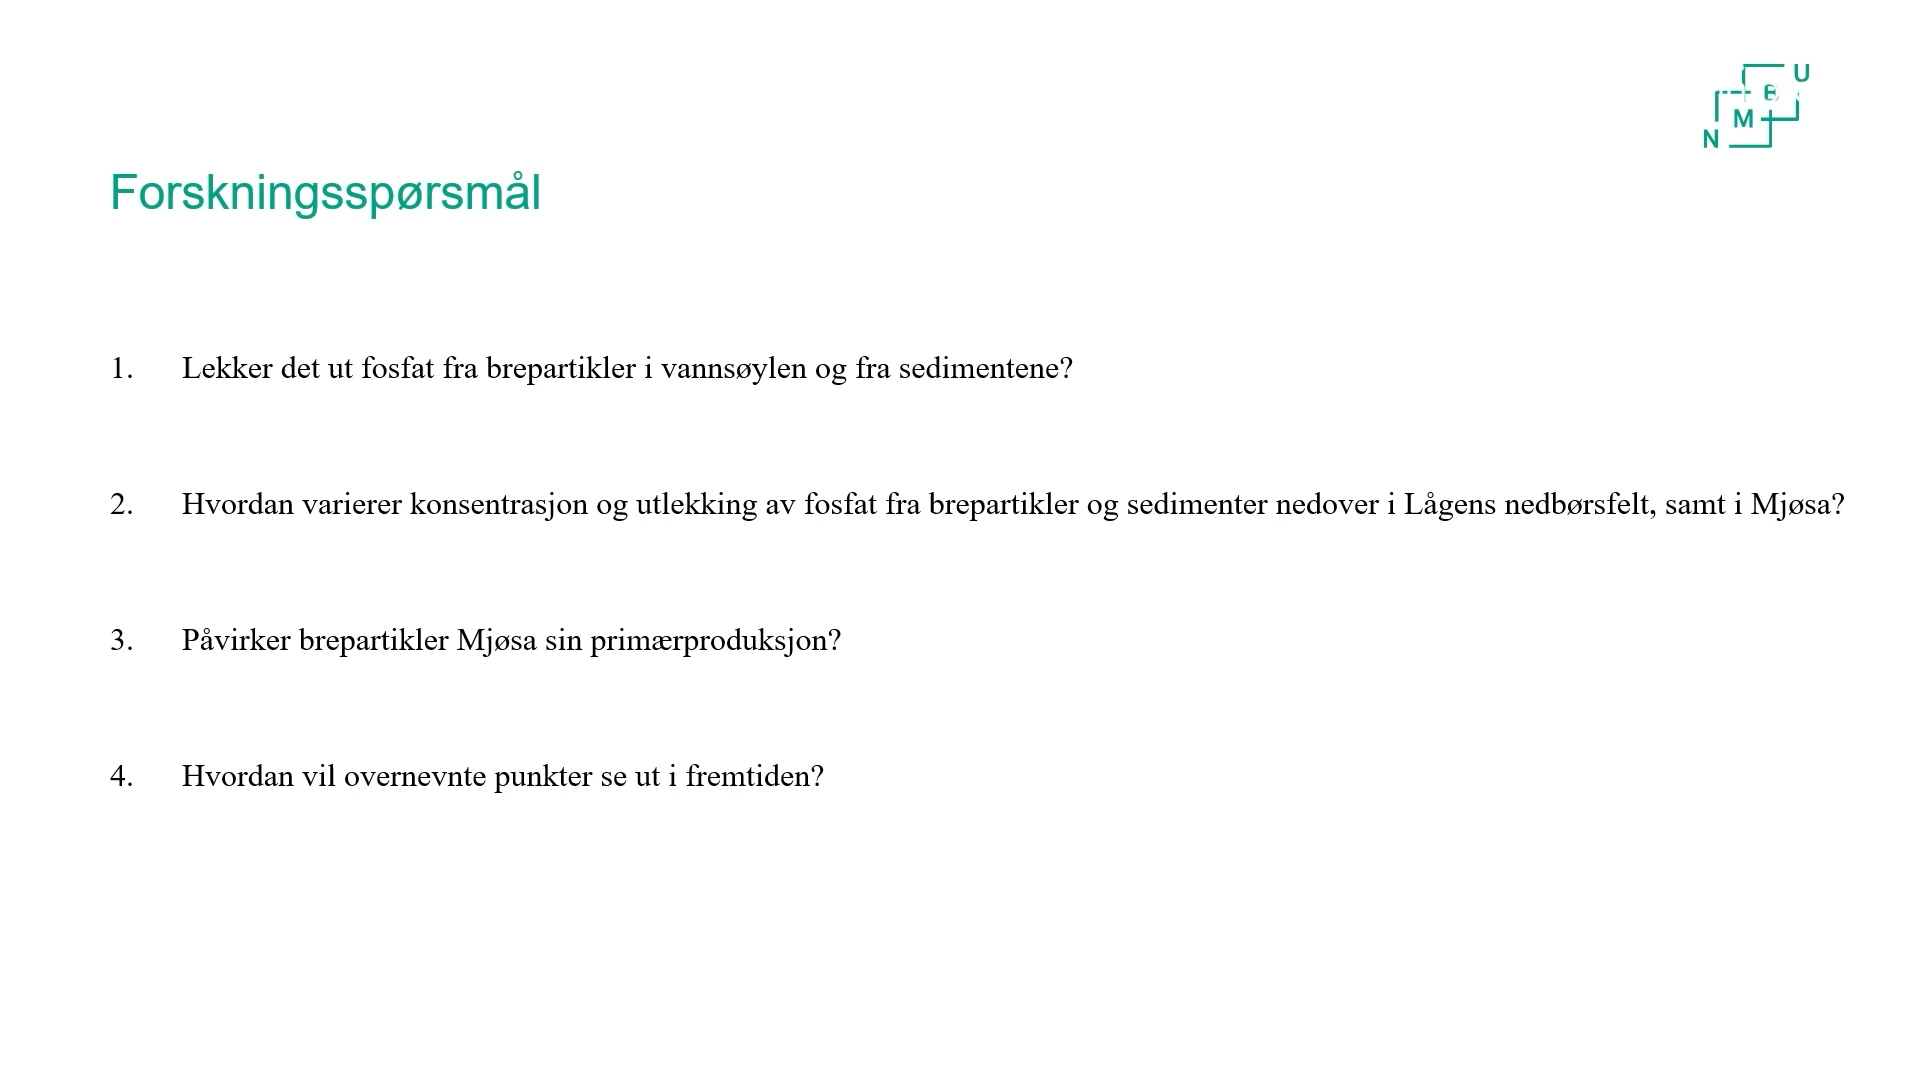 N M B U
Forskningsspørsmål
1. Lekker det ut fosfat fra brepartikler i vannsøylen og fra sedimentene?
2. Hvordan varierer konsentrasjon og utlekking av fosfat fra brepartikler og sedimenter nedover i Lågens nedbørsfelt, samt i Mjøsa?
3. Påvirker brepartikler Mjøsa sin primærproduksjon?
4. Hvordan vil overnevnte punkter se ut i fremtiden?